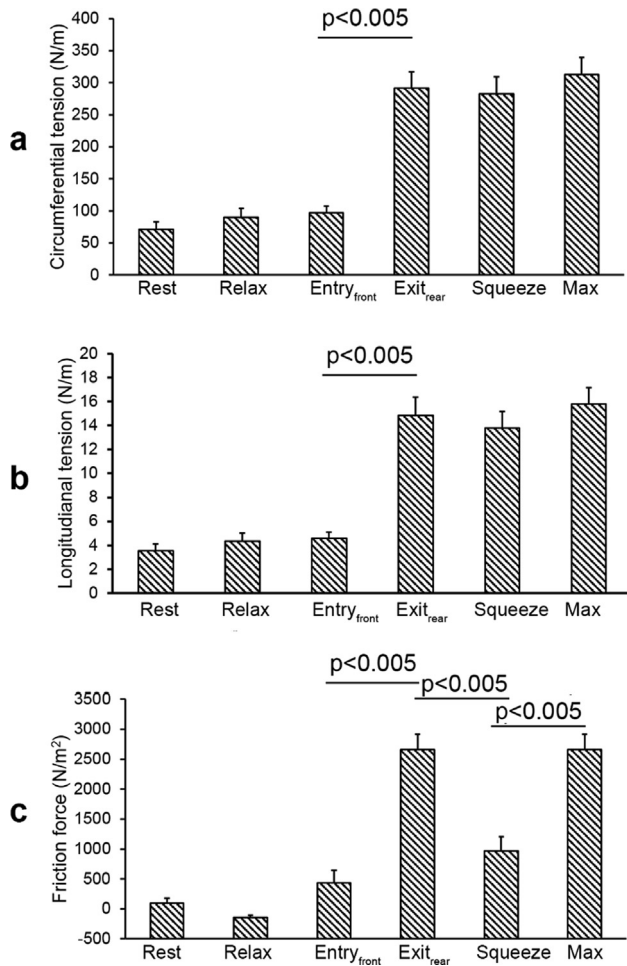 a
Circumferential tension (N/m)
400
350
300
250
200
150
100
50
0
p<0.005
Rest Relax Entryfront Exitrear Squeeze Max
b
Longitudianal tension (N/m)
20
18
16
14
12
10
8
6
4
2
0
p<0.005
Rest Relax Entryfront Exitrear Squeeze Max
c
Friction force (N/m²)
3500
3000
2500
2000
1500
1000
500
0
-500
p<0.005
p<0.005
p<0.005
Rest Relax Entryfront Exitrear Squeeze Max